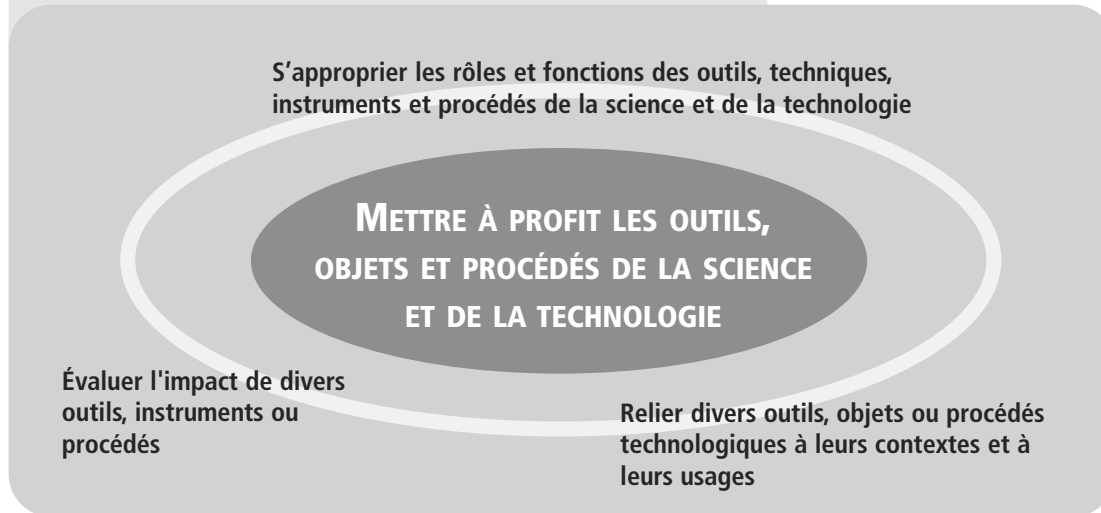 S’approprier les rôles et fonctions des outils, techniques,
instruments et procédés de la science et de la technologie
METTRE À PROFIT LES OUTILS,
OBJETS ET PROCÉDÉS DE LA SCIENCE
ET DE LA TECHNOLOGIE
Évaluer l'impact de divers
outils, instruments ou
procédés
Relier divers outils, objets ou procédés
technologiques à leurs contextes et à
leurs usages